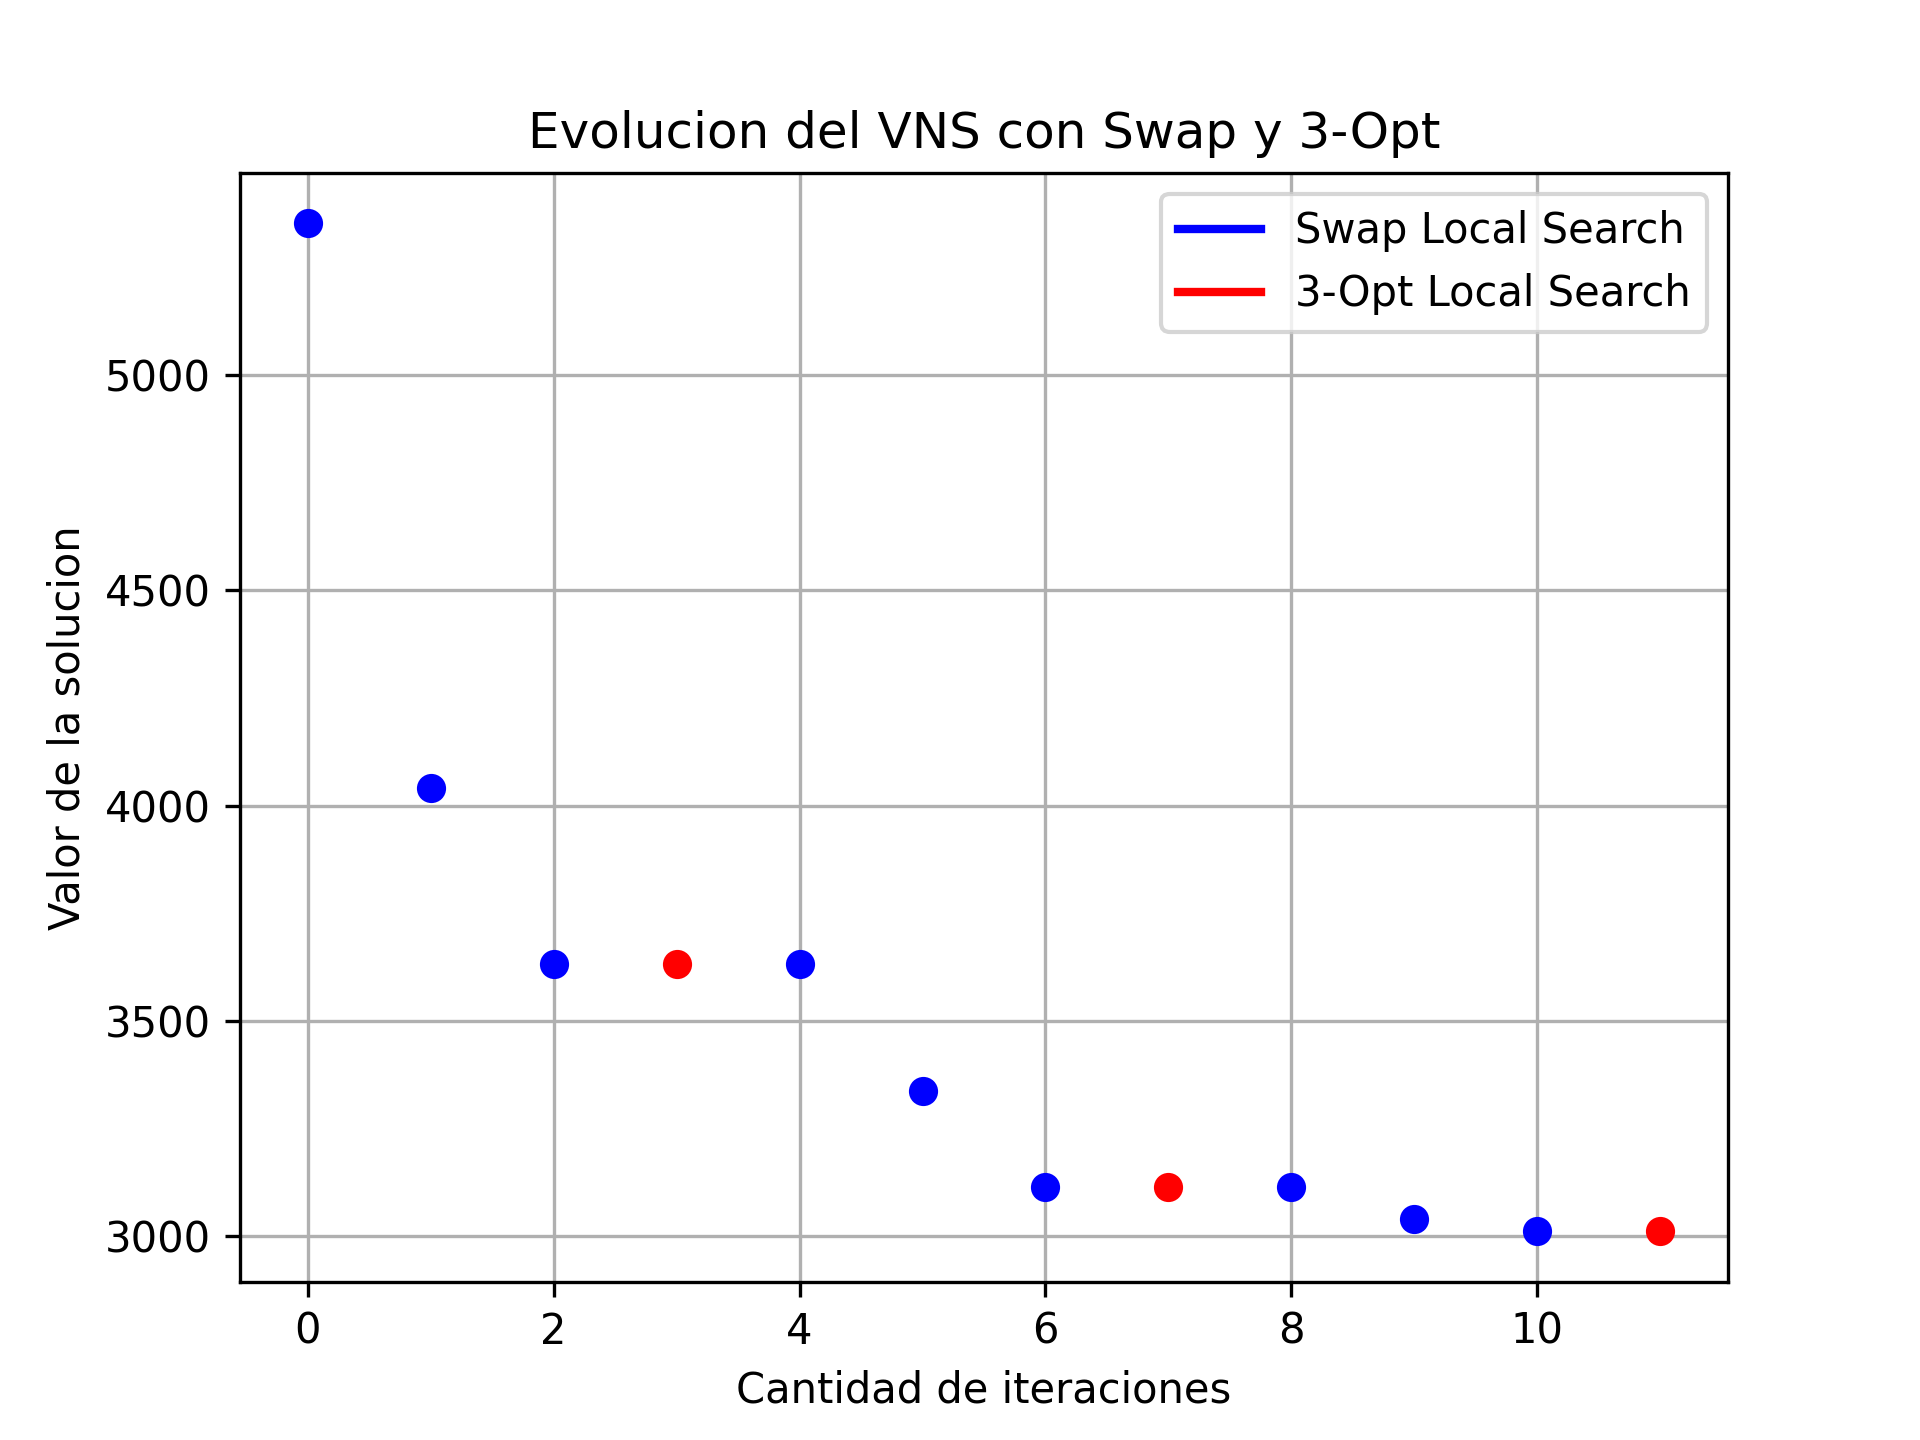 Evolucion del VNS con Swap y 3-Opt
Swap Local Search
3-Opt Local Search
Valor de la solucion
5000
4500
4000
3500
3000
0 2 4 6 8 10
Cantidad de iteraciones